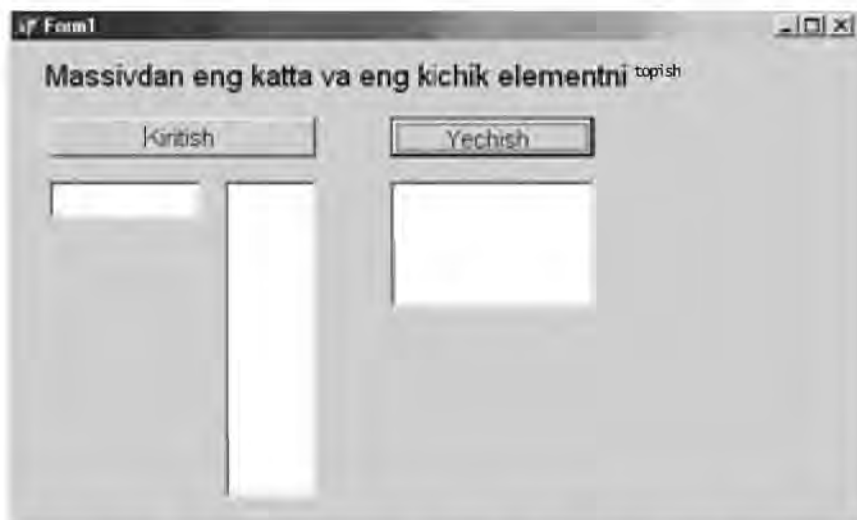 Form1
Massivdan eng katta va eng kichik elementni topish
Kiritish Yechish